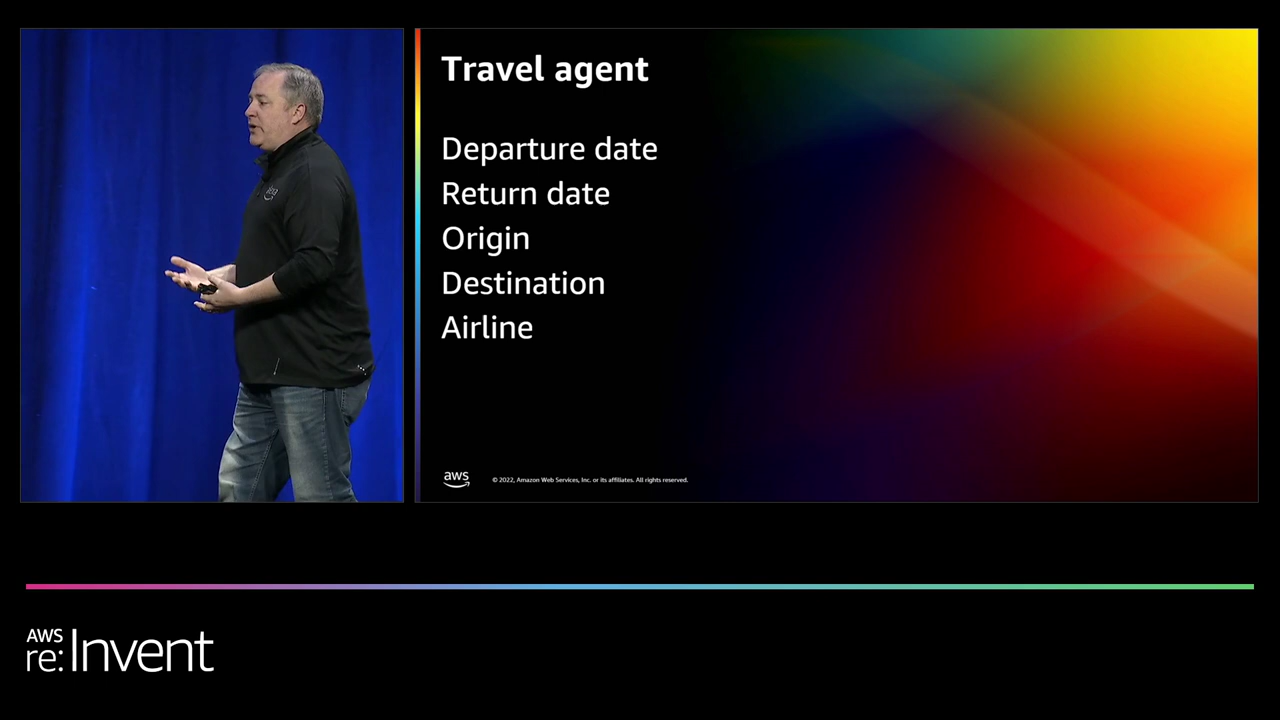 Travel agent
Departure date
Return date
Origin
Destination
Airline
aws
© 2022, Amazon Web Services, Inc. or its affiliates. All rights reserved.
AWS
re:Invent